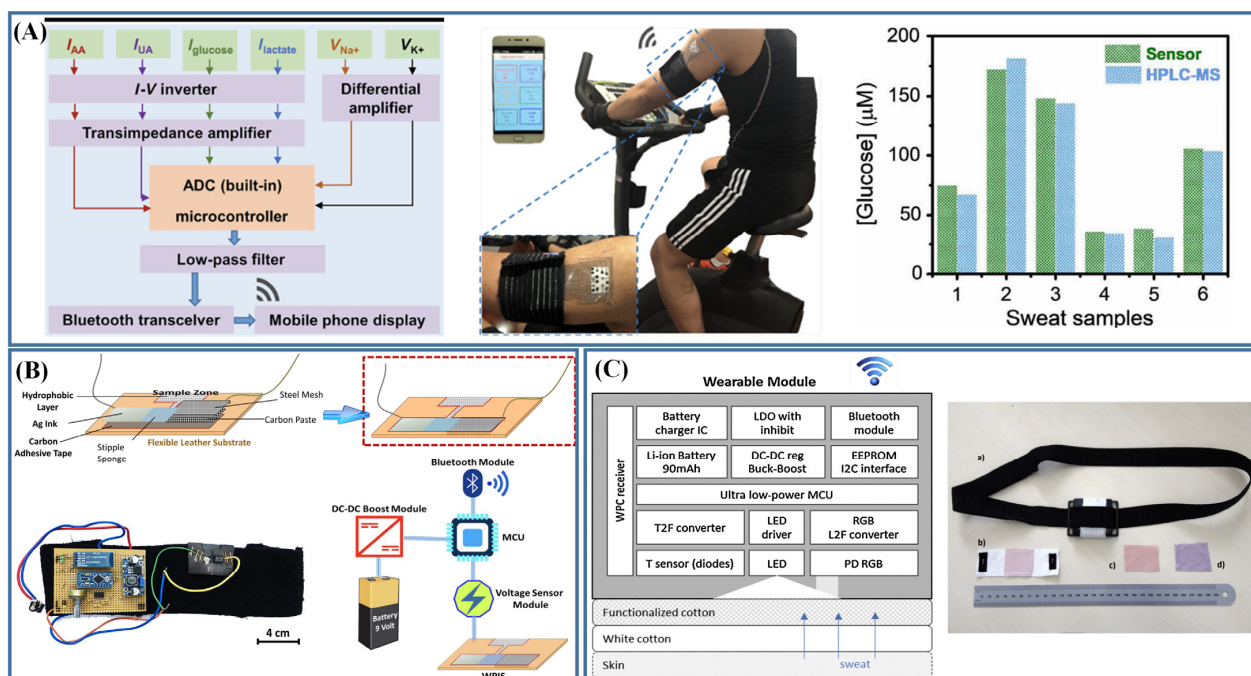 (A)
I_AA I_UA I_glucose I_lactate V_Na+ V_K+
I-V inverter
Differential
amplifier
Transimpedance amplifier
ADC (built-in)
microcontroller
Low-pass filter
Bluetooth transcelver
Mobile phone display
[Glucose] (μM)
200
150
100
50
0
Sensor
HPLC-MS
1 2 3 4 5 6
Sweat samples
(B)
Sample Zone
Hydrophobic
Layer
Ag Ink
Carbon
Adhesive Tape
Stipple
Sponge
Steel Mesh
Carbon Paste
Flexible Leather Substrate
Bluetooth Module
DC-DC Boost Module
MCU
Voltage Sensor
Module
Battery
9 Volt
WPIS
4 cm
(C)
Wearable Module
WPC receiver
Battery
charger IC
LDO with
inhibit
Bluetooth
module
Li-ion Battery
90mAh
DC-DC reg
Buck-Boost
EEPROM
I2C interface
Ultra low-power MCU
T2F converter
LED
driver
RGB
L2F converter
T sensor (diodes)
LED
PD RGB
Functionalized cotton
White cotton
Skin
sweat
a)
b)
c)
d)